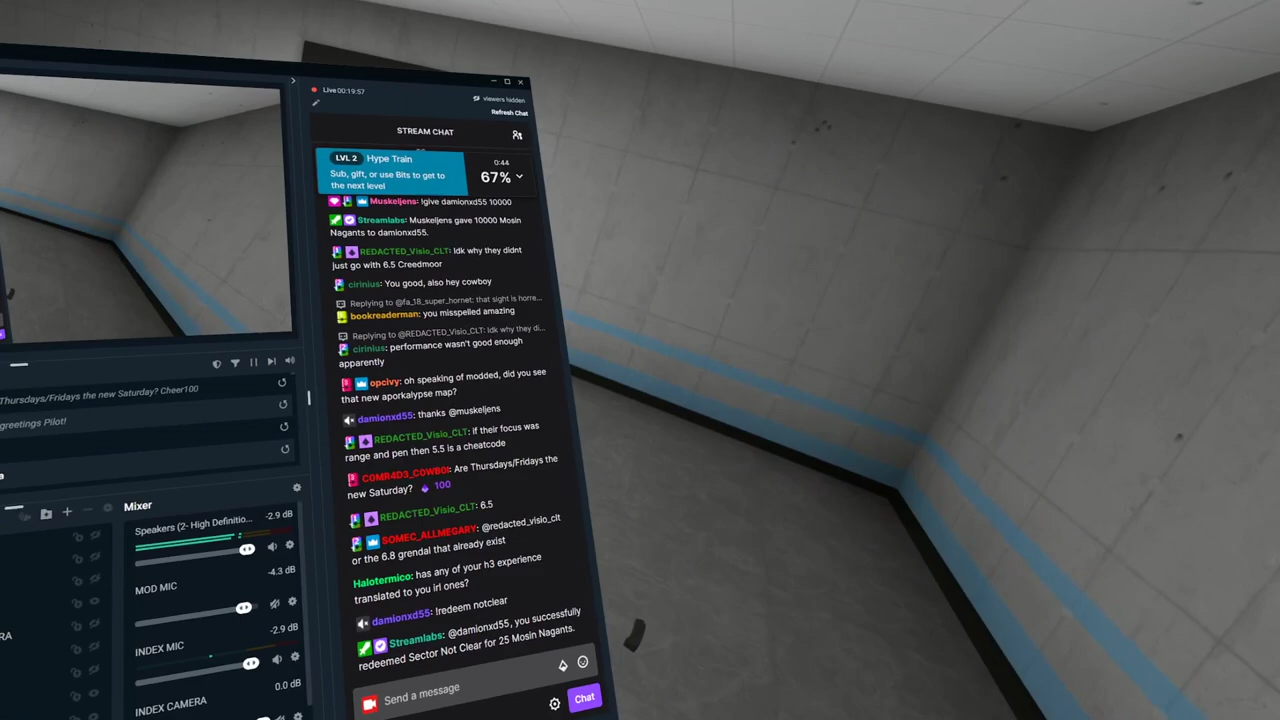 Live 00:19:57
viewers hidden
Refresh Chat
STREAM CHAT
LVL 2 Hype Train
Sub, gift, or use Bits to get to
the next level
0:44
67%
Muskeljens: !give damionxd55 10000
Streamlabs: Muskeljens gave 10000 Mosin
Nagants to damionxd55.
REDACTED_Visio_CLT: Idk why they didnt
just go with 6.5 Creedmoor
cirinius: You good, also hey cowboy
Replying to @fa_18_super_hornet: that sight is horre...
bookreaderman: you misspelled amazing
Replying to @REDACTED_Visio_CLT: Idk why they di...
cirinius: performance wasn't good enough
apparently
opcivy: oh speaking of modded, did you see
that new aporkalypse map?
damionxd55: thanks @muskeljens
REDACTED_Visio_CLT: if their focus was
range and pen then 5.5 is a cheatcode
C0MR4D3_C0WB0I: Are Thursdays/Fridays the
new Saturday? 100
REDACTED_Visio_CLT: 6.5
SOMEC_ALLMEGARY: @redacted_visio_clt
or the 6.8 grendal that already exist
Halotermico: has any of your h3 experience
translated to you irl ones?
damionxd55: !redeem notclear
Streamlabs: @damionxd55, you successfully
redeemed Sector Not Clear for 25 Mosin Nagants.
Send a message
Chat
Thursdays/Fridays the new Saturday? Cheer100
greetings Pilot!
Mixer
Speakers (2- High Definitio...
-2.9 dB
MOD MIC
-4.3 dB
INDEX MIC
-2.9 dB
INDEX CAMERA
0.0 dB